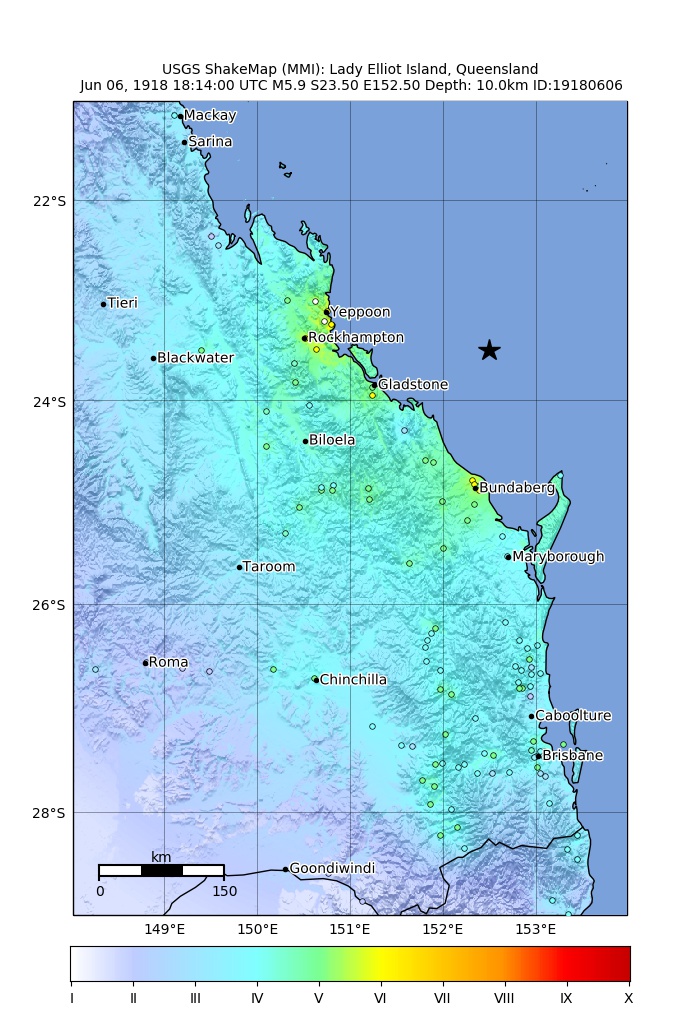 USGS ShakeMap (MMI): Lady Elliot Island, Queensland
Jun 06, 1918 18:14:00 UTC M5.9 S23.50 E152.50 Depth: 10.0km ID:19180606
Mackay
Sarina
22°S
Tieri
Yeppoon
Rockhampton
Blackwater
Gladstone
24°S
Biloela
Bundaberg
Maryborough
Taroom
26°S
Roma
Chinchilla
Caboolture
Brisbane
28°S
km
Goondiwindi
0 150
149°E 150°E 151°E 152°E 153°E
I II III IV V VI VII VIII IX X